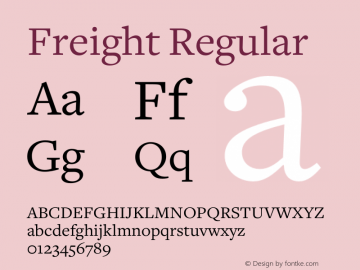 Freight Regular
Aa Ff a
Gg Qq
ABCDEFGHIJKLMNOPQRSTUVWXYZ
abcdefghijklmnopqrstuvwxyz
0123456789
© Design by fontke.com